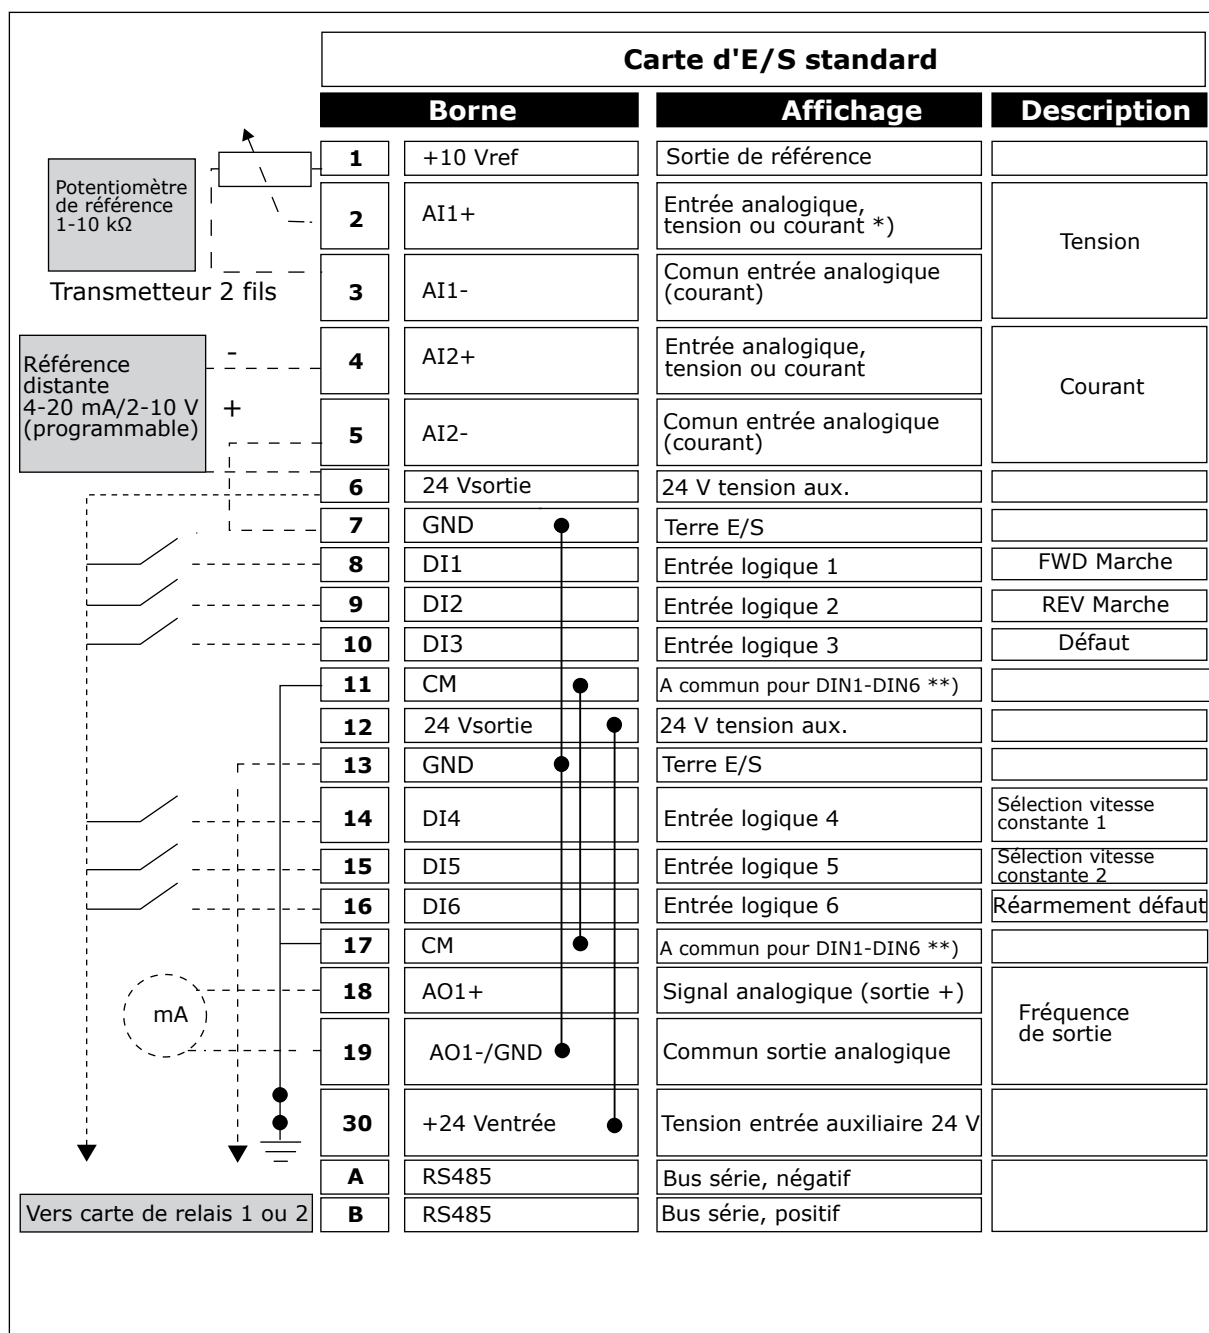 Carte d'E/S standard
Borne Affichage Description
1 +10 Vref Sortie de référence
Potentiomètre
de référence
1-10 kΩ
2 AI1+ Entrée analogique,
tension ou courant *)
Tension
Transmetteur 2 fils
3 AI1- Comun entrée analogique
(courant)
Référence
distante
4-20 mA/2-10 V
(programmable)
-
+
4 AI2+ Entrée analogique,
tension ou courant
Courant
5 AI2- Comun entrée analogique
(courant)
6 24 Vsortie 24 V tension aux.
7 GND Terre E/S
8 DI1 Entrée logique 1 FWD Marche
9 DI2 Entrée logique 2 REV Marche
10 DI3 Entrée logique 3 Défaut
11 CM A commun pour DIN1-DIN6 **)
12 24 Vsortie 24 V tension aux.
13 GND Terre E/S
14 DI4 Entrée logique 4 Sélection vitesse
constante 1
15 DI5 Entrée logique 5 Sélection vitesse
constante 2
16 DI6 Entrée logique 6 Réarmement défaut
17 CM A commun pour DIN1-DIN6 **)
mA
18 AO1+ Signal analogique (sortie +)
Fréquence
de sortie
19 AO1-/GND Commun sortie analogique
30 +24 Ventrée Tension entrée auxiliaire 24 V
A RS485 Bus série, négatif
Vers carte de relais 1 ou 2
B RS485 Bus série, positif